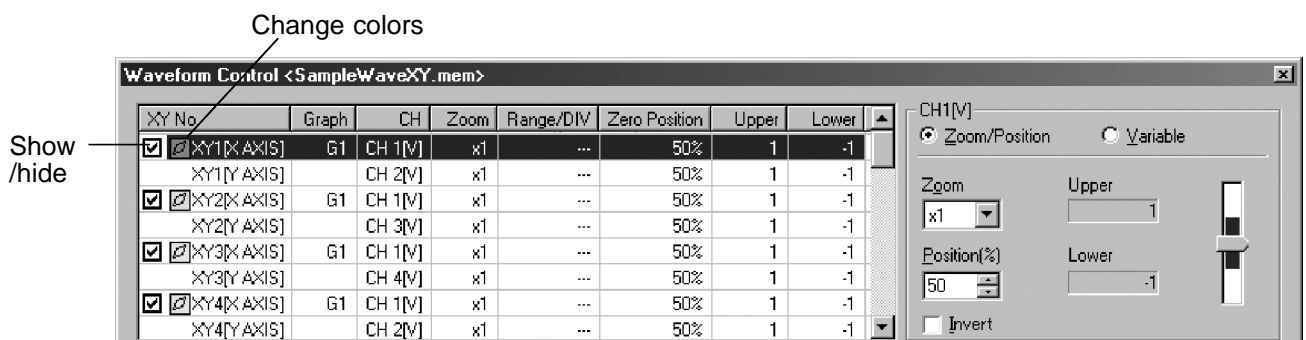 Change colors
Show
/hide
Waveform Control <SampleWaveXY.mem>
XY No. Graph CH Zoom Range/DIV Zero Position Upper Lower
XY1[X AXIS] G1 CH 1[V] x1 --- 50% 1 -1
XY1[Y AXIS] CH 2[V] x1 --- 50% 1 -1
XY2[X AXIS] G1 CH 1[V] x1 --- 50% 1 -1
XY2[Y AXIS] CH 3[V] x1 --- 50% 1 -1
XY3[X AXIS] G1 CH 1[V] x1 --- 50% 1 -1
XY3[Y AXIS] CH 4[V] x1 --- 50% 1 -1
XY4[X AXIS] G1 CH 1[V] x1 --- 50% 1 -1
XY4[Y AXIS] CH 2[V] x1 --- 50% 1 -1
CH1[V]
Zoom/Position Variable
Zoom Upper
x1 1
Position(%) Lower
50 -1
Invert